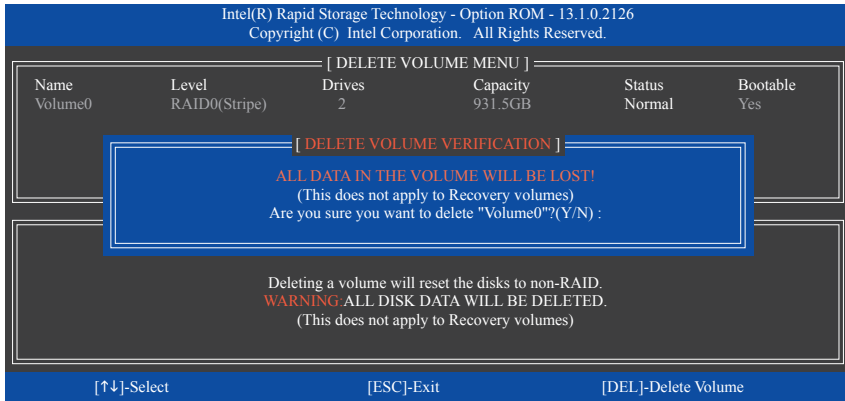 Intel(R) Rapid Storage Technology - Option ROM - 13.1.0.2126
Copyright (C) Intel Corporation. All Rights Reserved.
[ DELETE VOLUME MENU ]
Name Level Drives Capacity Status Bootable
Volume0 RAID0(Stripe) 2 931.5GB Normal Yes
[ DELETE VOLUME VERIFICATION ]
ALL DATA IN THE VOLUME WILL BE LOST!
(This does not apply to Recovery volumes)
Are you sure you want to delete "Volume0"?(Y/N) :
Deleting a volume will reset the disks to non-RAID.
WARNING:ALL DISK DATA WILL BE DELETED.
(This does not apply to Recovery volumes)
[↑↓]-Select [ESC]-Exit [DEL]-Delete Volume